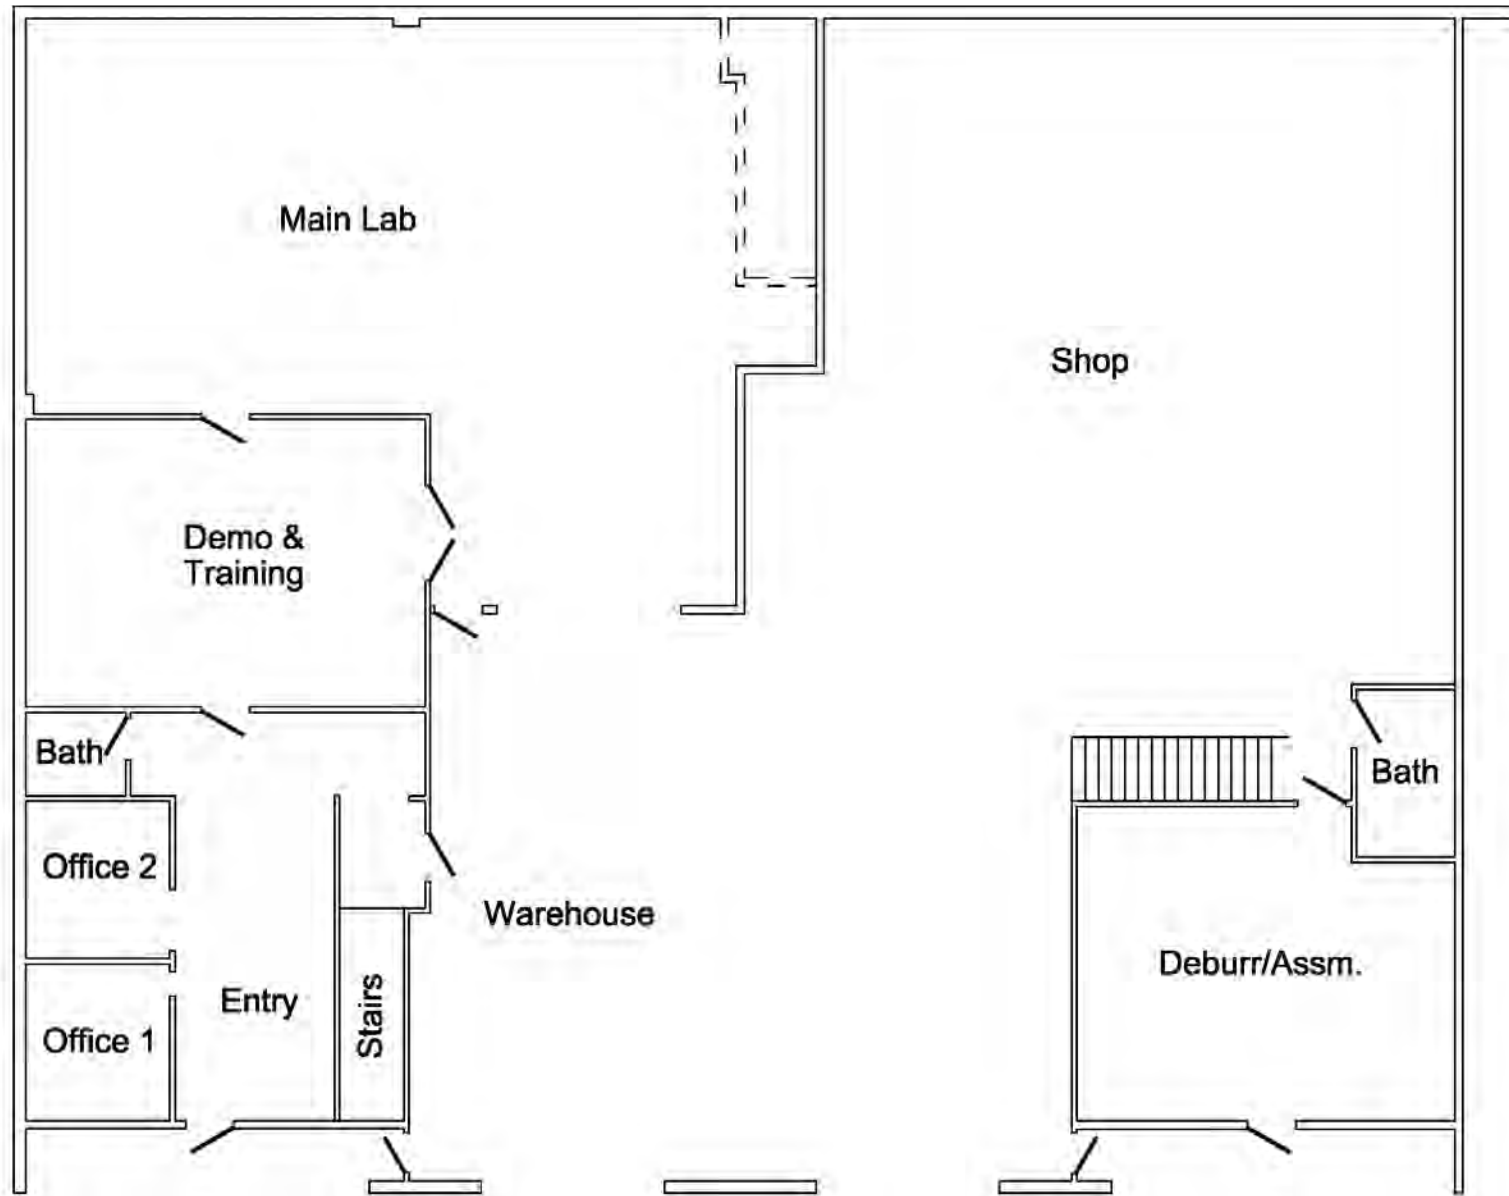 Main Lab
Shop
Demo &
Training
Bath
Bath
Office 2
Warehouse
Deburr/Assm.
Entry
Stairs
Office 1